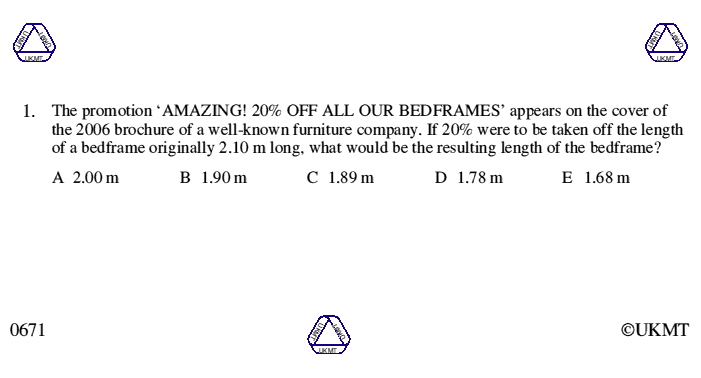 1. The promotion ‘AMAZING! 20% OFF ALL OUR BEDFRAMES’ appears on the cover of
the 2006 brochure of a well-known furniture company. If 20% were to be taken off the length
of a bedframe originally 2.10 m long, what would be the resulting length of the bedframe?
A 2.00 m B 1.90 m C 1.89 m D 1.78 m E 1.68 m
0671 ©UKMT
UKMT UKMT UKMT